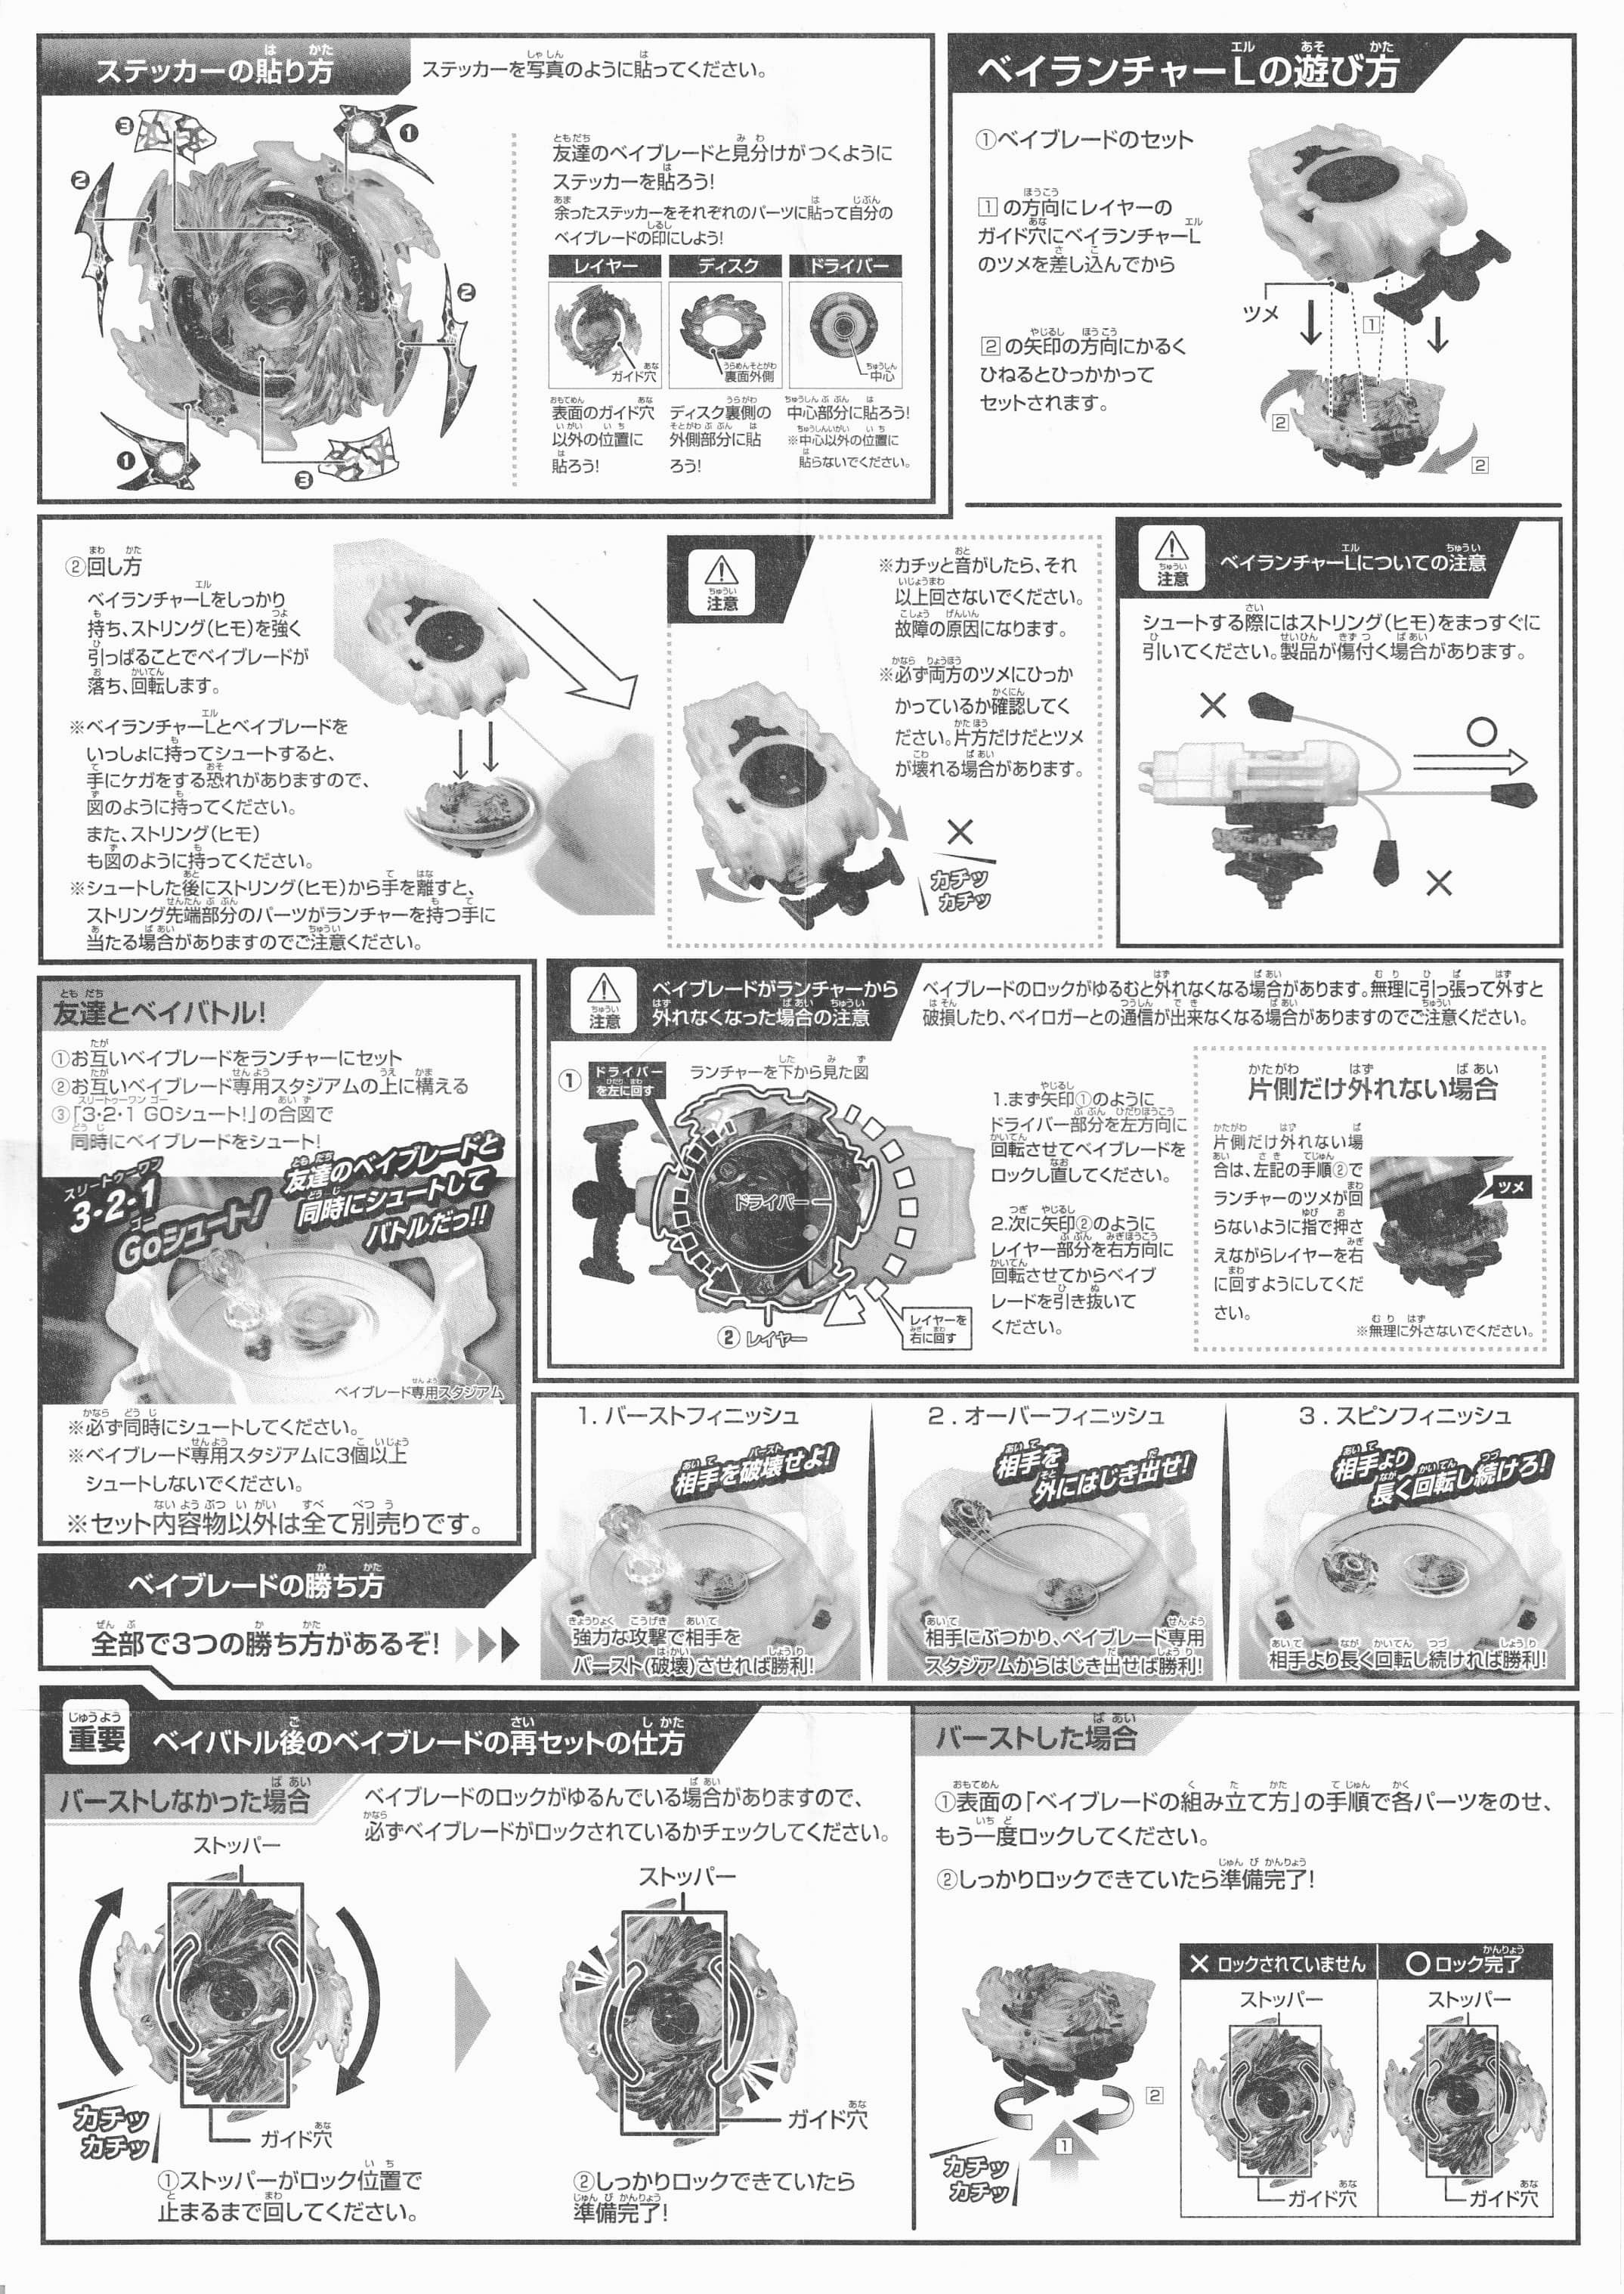 ステッカーの貼り方
ステッカーを写真のように貼ってください。
❶
❷
❸
❷
❶
❸
友達のベイブレードと見分けがつくように
ステッカーを貼ろう!
余ったステッカーをそれぞれのパーツに貼って自分の
ベイブレードの印にしよう!
レイヤー
ガイド穴
表面のガイド穴
以外の位置に
貼ろう!
ディスク
裏面外側
ディスク裏側の
外側部分に貼
ろう!
ドライバー
中心
中心部分に貼ろう!
※中心以外の位置に
貼らないでください。
ベイランチャーLの遊び方
①ベイブレードのセット
1の方向にレイヤーの
ガイド穴にベイランチャーL
のツメを差し込んでから
2の矢印の方向にかるく
ひねるとひっかかって
セットされます。
ツメ
1
2
2
②回し方
ベイランチャーLをしっかり
持ち、ストリング(ヒモ)を強く
引っぱることでベイブレードが
落ち、回転します。
※ベイランチャーLとベイブレードを
いっしょに持ってシュートすると、
手にケガをする恐れがありますので、
図のように持ってください。
また、ストリング(ヒモ)
も図のように持ってください。
※シュートした後にストリング(ヒモ)から手を離すと、
ストリング先端部分のパーツがランチャーを持つ手に
当たる場合がありますのでご注意ください。
注意
※カチッと音がしたら、それ
以上回さないでください。
故障の原因になります。
※必ず両方のツメにひっか
かっているか確認してく
ださい。片方だけだとツメ
が壊れる場合があります。
×
カチッ
カチッ
注意
ベイランチャーLについての注意
シュートする際にはストリング(ヒモ)をまっすぐに
引いてください。製品が傷付く場合があります。
×
○
×
友達とベイバトル!
①お互いベイブレードをランチャーにセット
②お互いベイブレード専用スタジアムの上に構える
③「3・2・1 GOシュート!」の合図で
同時にベイブレードをシュート!
3・2・1
Goシュート!
友達のベイブレードと
同時にシュートして
バトルだっ!!
ベイブレード専用スタジアム
※必ず同時にシュートしてください。
※ベイブレード専用スタジアムに3個以上
シュートしないでください。
※セット内容物以外は全て別売りです。
注意
ベイブレードがランチャーから
外れなくなった場合の注意
ベイブレードのロックがゆるむと外れなくなる場合があります。無理に引っ張って外すと
破損したり、ベイロガーとの通信が出来なくなる場合がありますのでご注意ください。
①
ドライバー
を左に回す
ランチャーを下から見た図
ドライバー
②レイヤー
レイヤーを
右に回す
1.まず矢印①のように
ドライバー部分を左方向に
回転させてベイブレードを
ロックし直してください。
2.次に矢印②のように
レイヤー部分を右方向に
回転させてからベイブ
レードを引き抜いて
ください。
片側だけ外れない場合
片側だけ外れない場
合は、左記の手順②で
ランチャーのツメが回
らないように指で押さ
えながらレイヤーを右
に回すようにしてくだ
さい。
ツメ
※無理に外さないでください。
ベイブレードの勝ち方
全部で3つの勝ち方があるぞ!
1.バーストフィニッシュ
相手を破壊せよ!
強力な攻撃で相手を
バースト(破壊)させれば勝利!
2.オーバーフィニッシュ
相手を
外にはじき出せ!
相手にぶつかり、ベイブレード専用
スタジアムからはじき出せば勝利!
3.スピンフィニッシュ
相手より
長く回転し続けろ!
相手より長く回転し続ければ勝利!
重要
ベイバトル後のベイブレードの再セットの仕方
バーストしなかった場合
ベイブレードのロックがゆるんでいる場合がありますので、
必ずベイブレードがロックされているかチェックしてください。
ストッパー
カチッ
カチッ
ガイド穴
①ストッパーがロック位置で
止まるまで回してください。
ストッパー
ガイド穴
②しっかりロックできていたら
準備完了!
バーストした場合
①表面の「ベイブレードの組み立て方」の手順で各パーツをのせ、
もう一度ロックしてください。
②しっかりロックできていたら準備完了!
2
1
カチッ
カチッ
×ロックされていません
ストッパー
ガイド穴
○ロック完了
ストッパー
ガイド穴